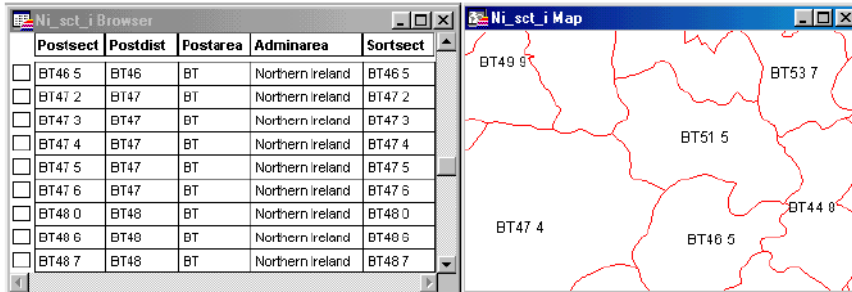 Ni_sct_i Browser
Postsect Postdist Postarea Adminarea Sortsect
BT46 5 BT46 BT Northern Ireland BT46 5
BT47 2 BT47 BT Northern Ireland BT47 2
BT47 3 BT47 BT Northern Ireland BT47 3
BT47 4 BT47 BT Northern Ireland BT47 4
BT47 5 BT47 BT Northern Ireland BT47 5
BT47 6 BT47 BT Northern Ireland BT47 6
BT48 0 BT48 BT Northern Ireland BT48 0
BT48 6 BT48 BT Northern Ireland BT48 6
BT48 7 BT48 BT Northern Ireland BT48 7
Ni_sct_i Map
BT49 9
BT53 7
BT51 5
BT44 8
BT47 4
BT46 5